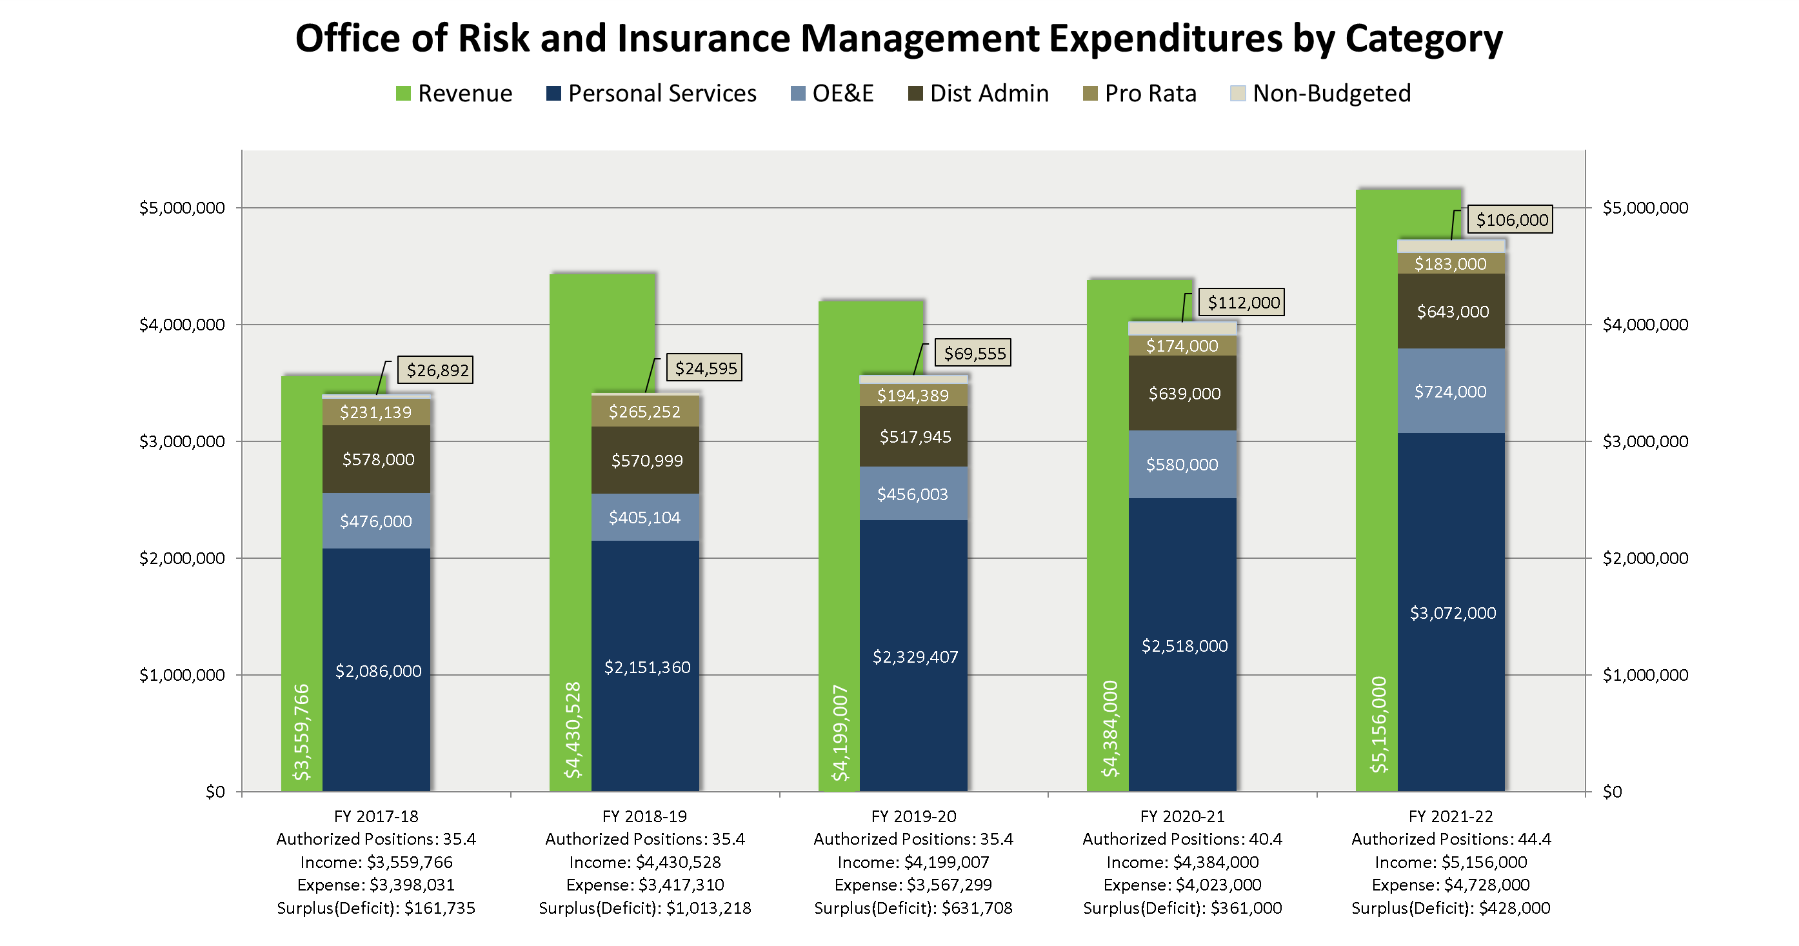 Office of Risk and Insurance Management Expenditures by Category
Revenue Personal Services OE&E Dist Admin Pro Rata Non-Budgeted
$5,000,000
$4,000,000
$3,000,000
$2,000,000
$1,000,000
$0
$26,892
$231,139
$578,000
$476,000
$2,086,000
$3,559,766
$24,595
$265,252
$570,999
$405,104
$2,151,360
$4,430,528
$69,555
$194,389
$517,945
$456,003
$2,329,407
$4,199,007
$112,000
$174,000
$639,000
$580,000
$2,518,000
$4,384,000
$106,000
$183,000
$643,000
$724,000
$3,072,000
$5,156,000
$5,000,000
$4,000,000
$3,000,000
$2,000,000
$1,000,000
$0
FY 2017-18
Authorized Positions: 35.4
Income: $3,559,766
Expense: $3,398,031
Surplus(Deficit): $161,735
FY 2018-19
Authorized Positions: 35.4
Income: $4,430,528
Expense: $3,417,310
Surplus(Deficit): $1,013,218
FY 2019-20
Authorized Positions: 35.4
Income: $4,199,007
Expense: $3,567,299
Surplus(Deficit): $631,708
FY 2020-21
Authorized Positions: 40.4
Income: $4,384,000
Expense: $4,023,000
Surplus(Deficit): $361,000
FY 2021-22
Authorized Positions: 44.4
Income: $5,156,000
Expense: $4,728,000
Surplus(Deficit): $428,000